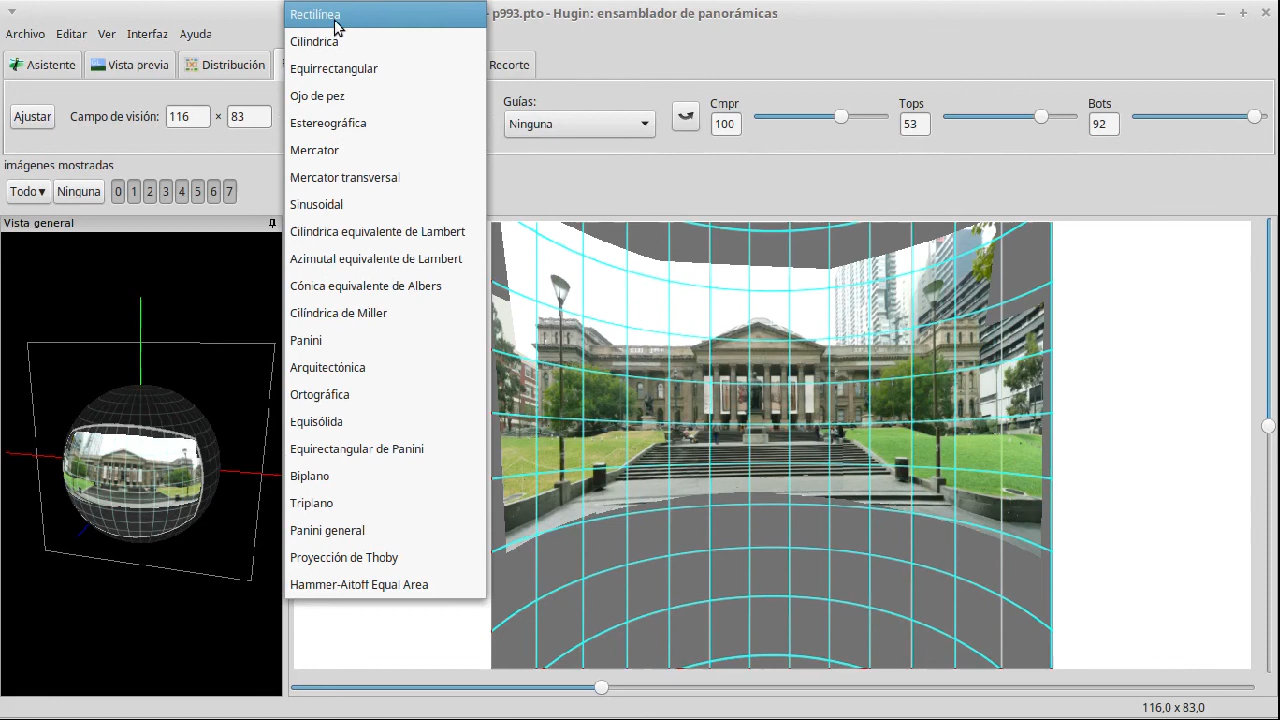 - p993.pto - Hugin: ensamblador de panorámicas
Archivo Editar Ver Interfaz Ayuda
Asistente Vista previa Distribución Recorte
Ajustar Campo de visión: 116 × 83
Guías:
Ninguna
Cmpr
100
Tops
53
Bots
92
imágenes mostradas
Todo▼ Ninguna 0 1 2 3 4 5 6 7
Vista general
Rectilínea
Cilíndrica
Equirrectangular
Ojo de pez
Estereográfica
Mercator
Mercator transversal
Sinusoidal
Cilíndrica equivalente de Lambert
Azimutal equivalente de Lambert
Cónica equivalente de Albers
Cilíndrica de Miller
Panini
Arquitectónica
Ortográfica
Equisólida
Equirectangular de Panini
Biplano
Triplano
Panini general
Proyección de Thoby
Hammer-Aitoff Equal Area
116,0 x 83,0